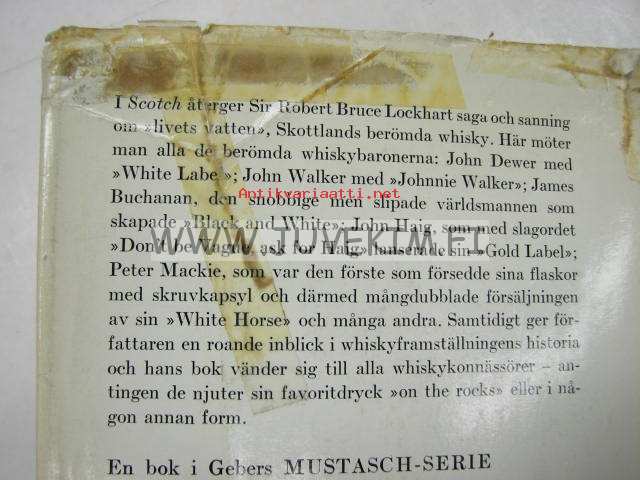 I Scotch återger Sir Robert Bruce Lockhart saga och sanning
om »livets vatten», Skottlands berömda whisky. Här möter
man alla de berömda whiskybaronerna: John Dewer med
»White Labe »; John Walker med »Johnnie Walker»; James
Antikvariaatti.net
Buchanan, den snobbige men slipade världsmannen som
skapade »Black and White»; John Haig, som med slagordet
WWW.JUVEKIM.FI
»Don't be vague, ask for Haig» lanserade sin »Gold Label»;
Peter Mackie, som var den förste som försedde sina flaskor
med skruvkapsyl och därmed mångdubblade försäljningen
av sin »White Horse» och många andra. Samtidigt ger för-
fattaren en roande inblick i whiskyframställningens historia
och hans bok vänder sig till alla whiskykonnässörer – an-
tingen de njuter sin favoritdryck »on the rocks» eller i nå-
gon annan form.
En bok i Gebers MUSTASCH-SERIE